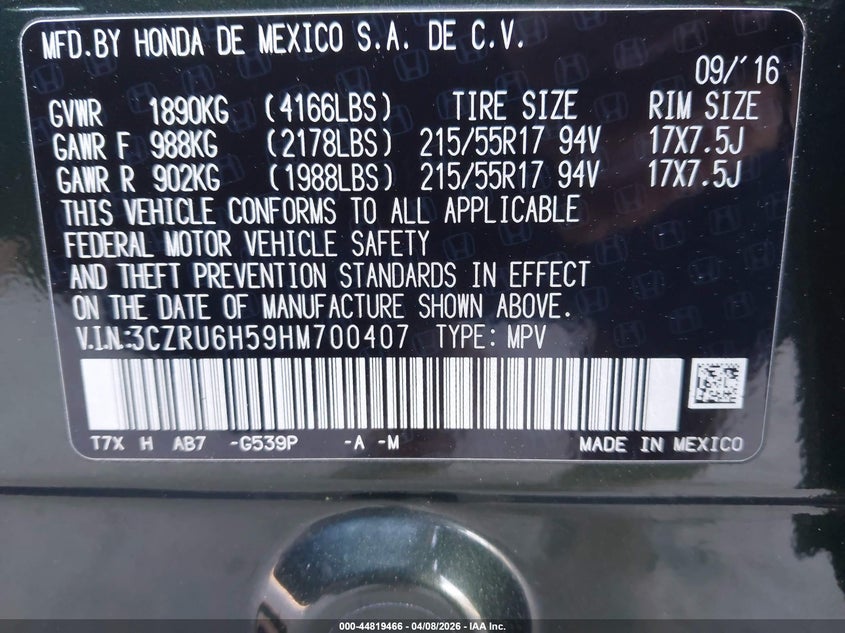 MFD.BY HONDA DE MEXICO S.A. DE C.V.
09/'16
GVWR 1890KG (4166LBS) TIRE SIZE RIM SIZE
GAWR F 988KG (2178LBS) 215/55R17 94V 17X7.5J
GAWR R 902KG (1988LBS) 215/55R17 94V 17X7.5J
THIS VEHICLE CONFORMS TO ALL APPLICABLE
FEDERAL MOTOR VEHICLE SAFETY
AND THEFT PREVENTION STANDARDS IN EFFECT
ON THE DATE OF MANUFACTURE SHOWN ABOVE.
V.I.N.:3CZRU6H59HM700407 TYPE: MPV
T7X H AB7 -G539P -A -M MADE IN MEXICO
000-44819466 - 04/08/2026 - IAA Inc.